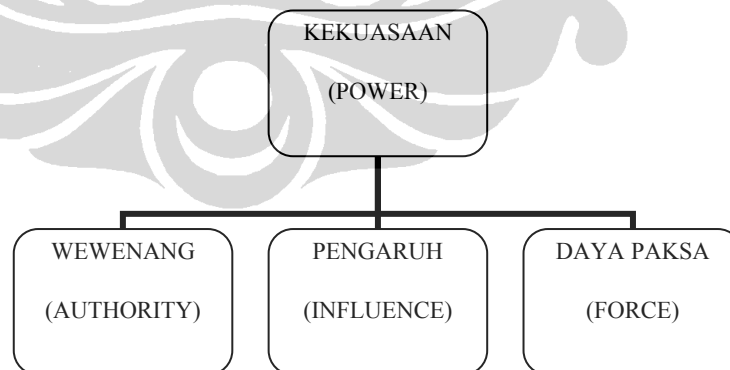 KEKUASAAN
(POWER)
WEWENANG
(AUTHORITY)
PENGARUH
(INFLUENCE)
DAYA PAKSA
(FORCE)